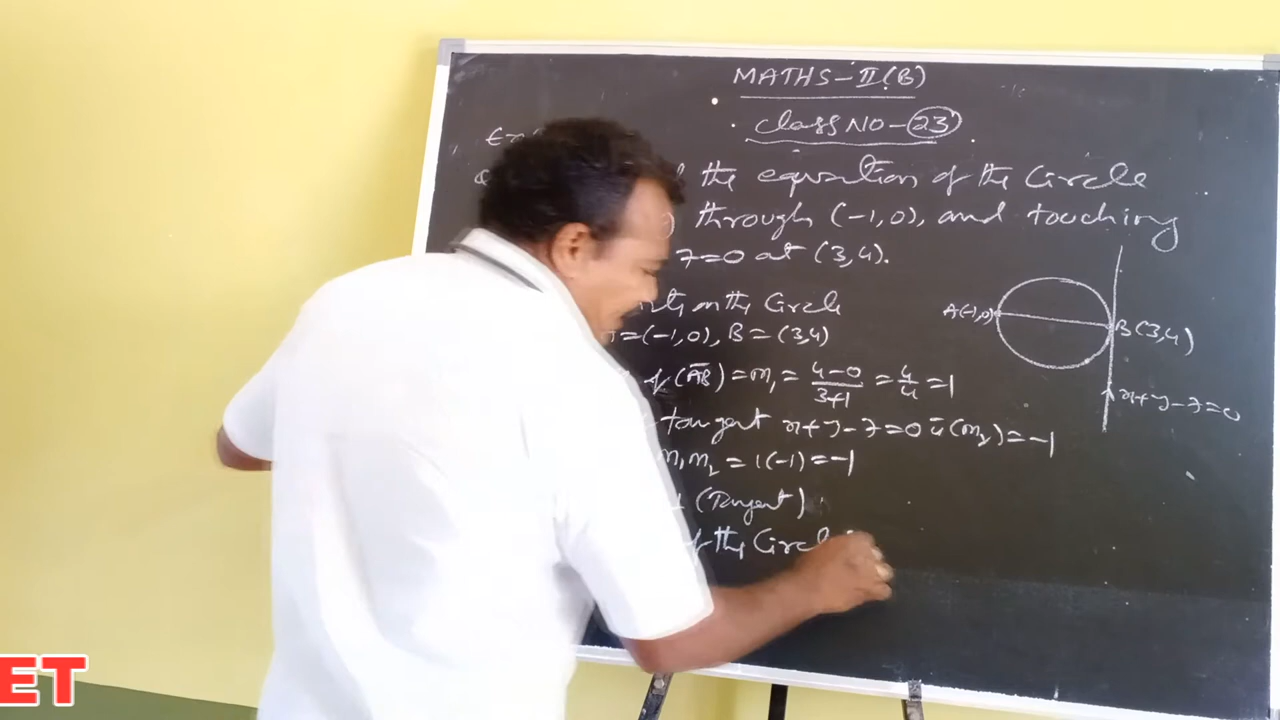 MATHS-II(B)
Class NO-23
the equation of the Circle
through (-1,0), and touching
7=0 at (3,4).
on the Circle
=(-1,0), B=(3,4)
of (AB)=m₁= 4-0/3+1 = 4/4 =1
tangent x+y-7=0 is (m₂)=-1
m₁m₂=1(-1)=-1
(Tangent)
of the Circle
A(-1,0)
B(3,4)
x+y-7=0
ET